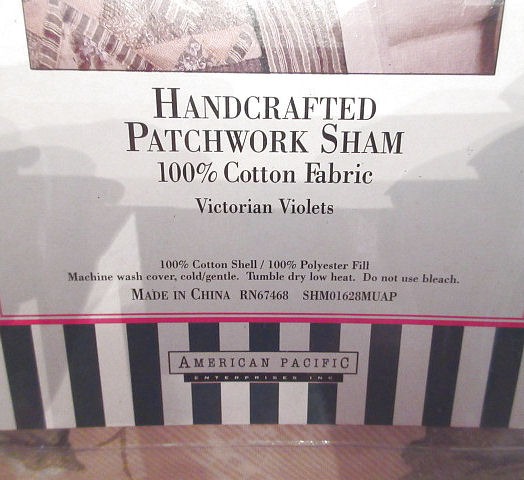 HANDCRAFTED
PATCHWORK SHAM
100% Cotton Fabric
Victorian Violets
100% Cotton Shell / 100% Polyester Fill
Machine wash cover, cold/gentle. Tumble dry low heat. Do not use bleach.
MADE IN CHINA RN67468 SHM01628MUAP
AMERICAN PACIFIC
ENTERPRISES INC